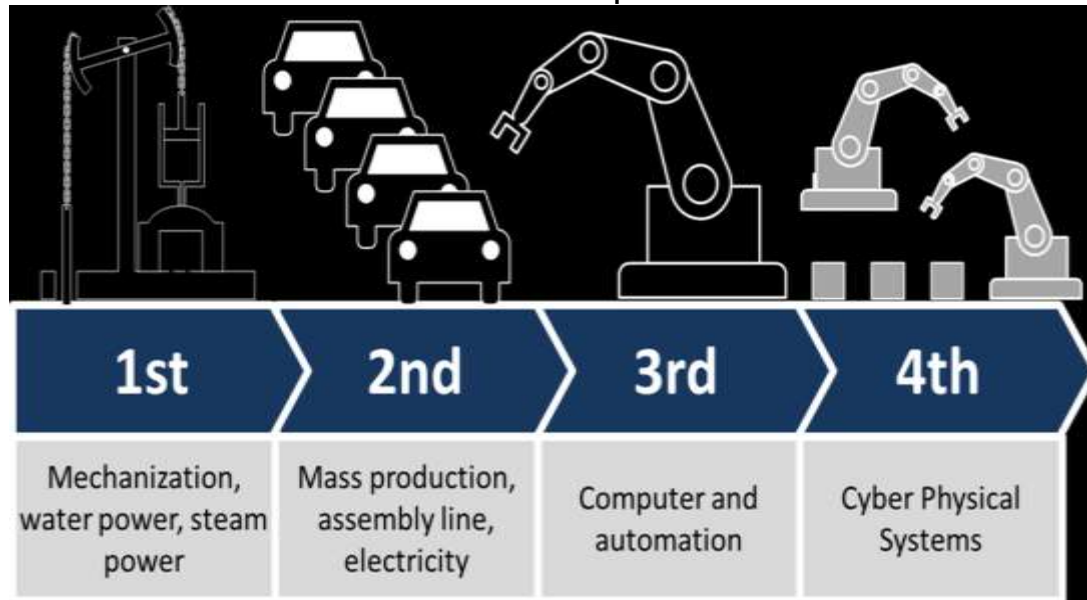 1st
2nd
3rd
4th
Mechanization,
water power, steam
power
Mass production,
assembly line,
electricity
Computer and
automation
Cyber Physical
Systems